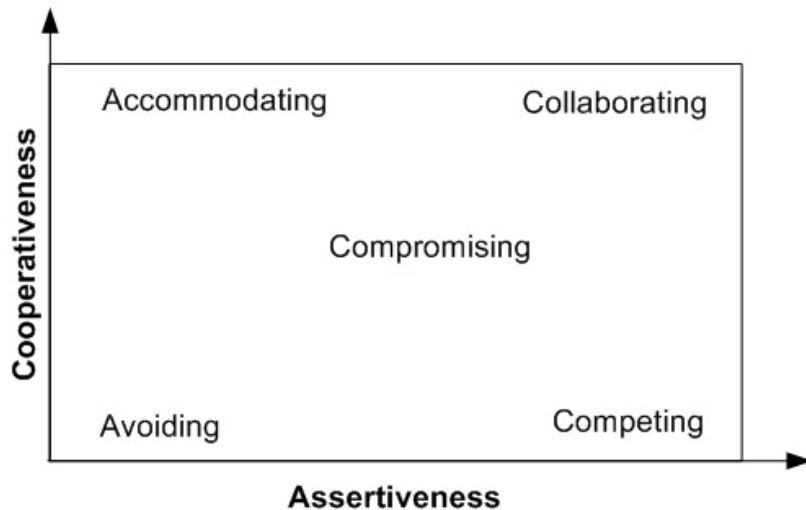 Accommodating
Collaborating
Cooperativeness
Compromising
Avoiding
Competing
Assertiveness